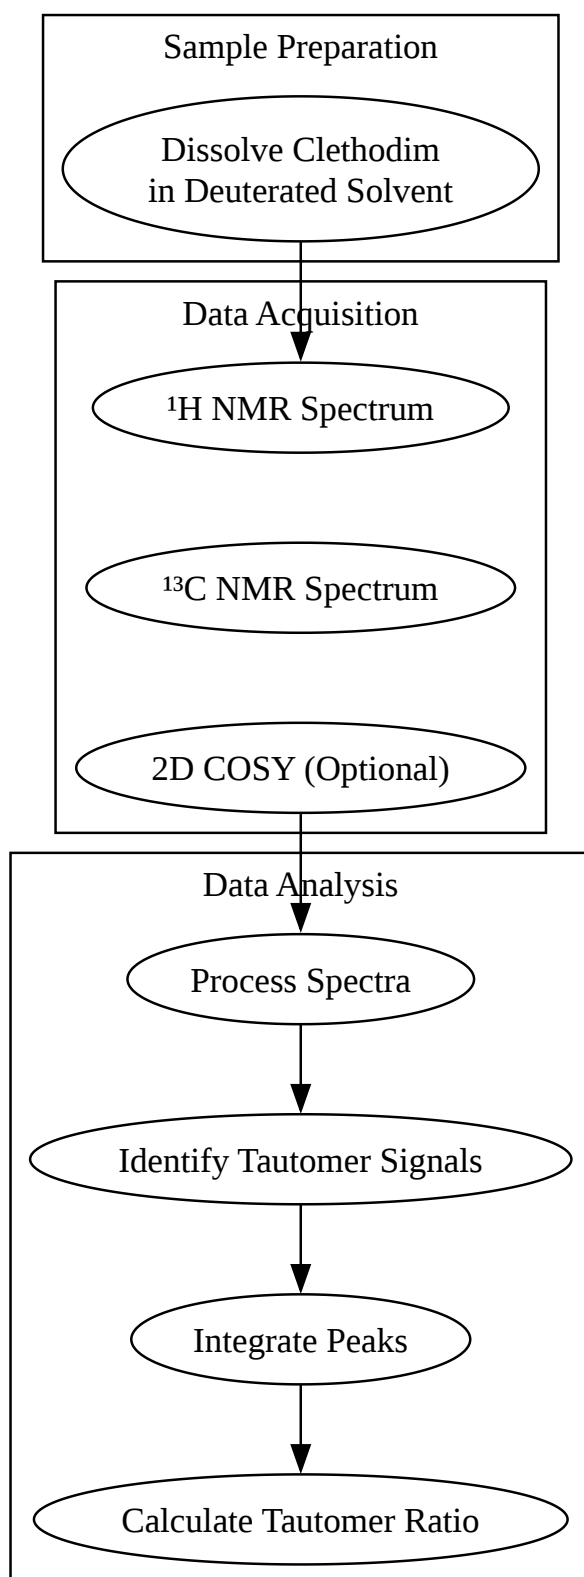 Sample Preparation
Dissolve Clethodim
in Deuterated Solvent
Data Acquisition
¹H NMR Spectrum
¹³C NMR Spectrum
2D COSY (Optional)
Data Analysis
Process Spectra
Identify Tautomer Signals
Integrate Peaks
Calculate Tautomer Ratio